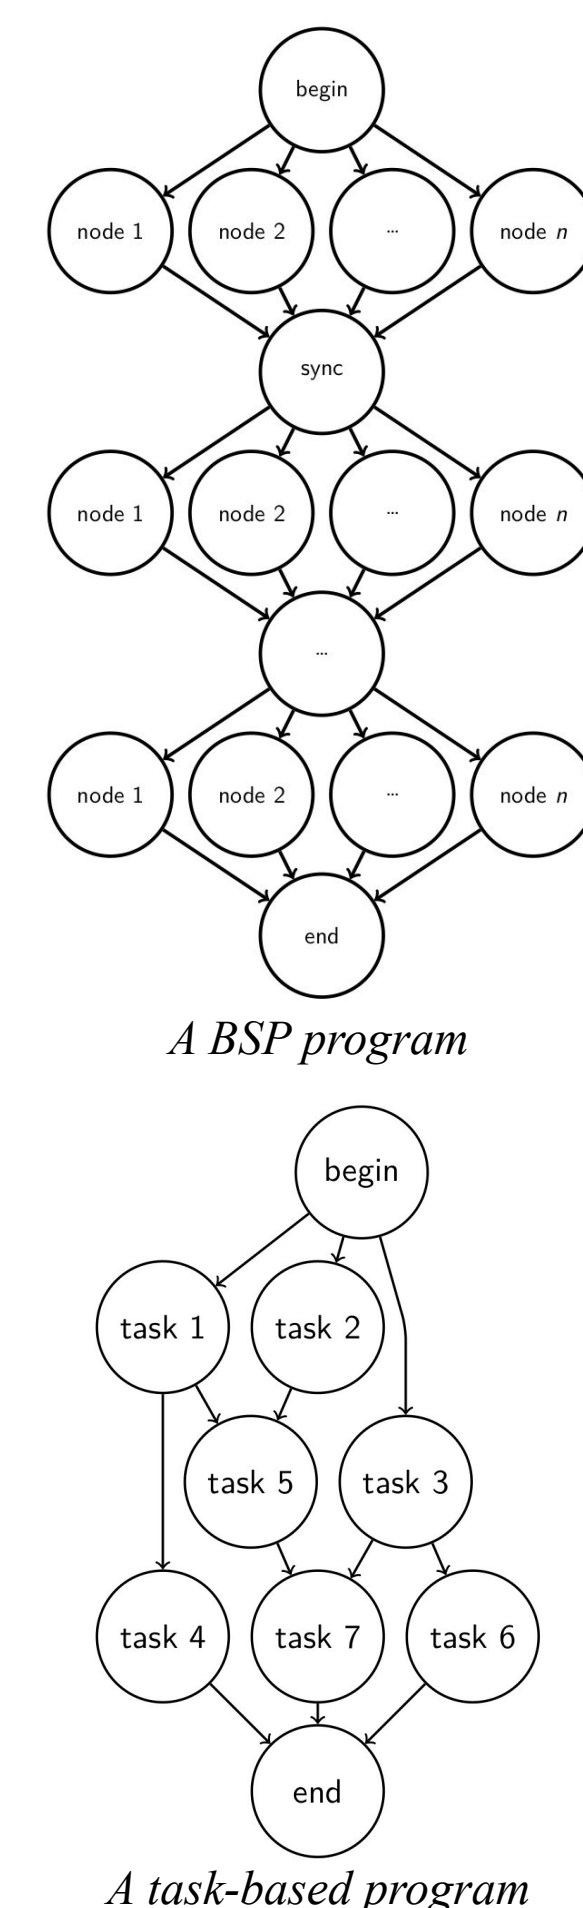 begin
node 1 node 2 ... node n
sync
node 1 node 2 ... node n
...
node 1 node 2 ... node n
end
A BSP program
begin
task 1 task 2
task 5 task 3
task 4 task 7 task 6
end
A task-based program